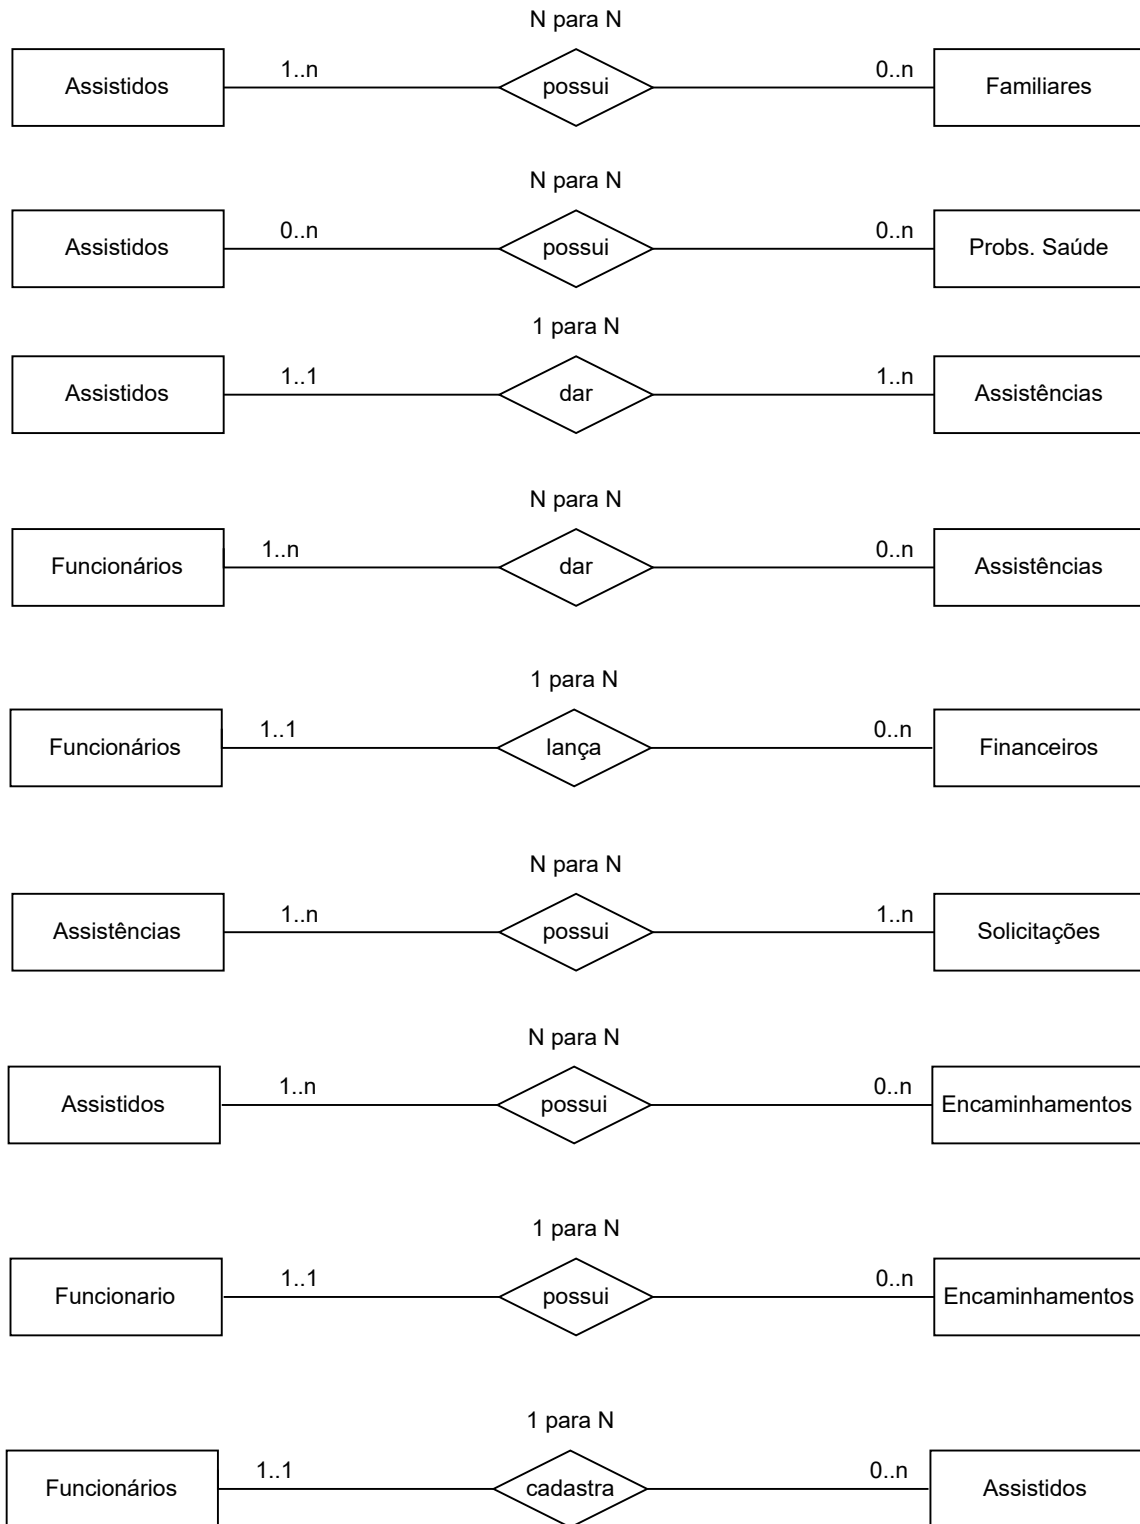 N para N
Assistidos 1..n possui 0..n Familiares
N para N
Assistidos 0..n possui 0..n Probs. Saúde
1 para N
Assistidos 1..1 dar 1..n Assistências
N para N
Funcionários 1..n dar 0..n Assistências
1 para N
Funcionários 1..1 lança 0..n Financeiros
N para N
Assistências 1..n possui 1..n Solicitações
N para N
Assistidos 1..n possui 0..n Encaminhamentos
1 para N
Funcionario 1..1 possui 0..n Encaminhamentos
1 para N
Funcionários 1..1 cadastra 0..n Assistidos